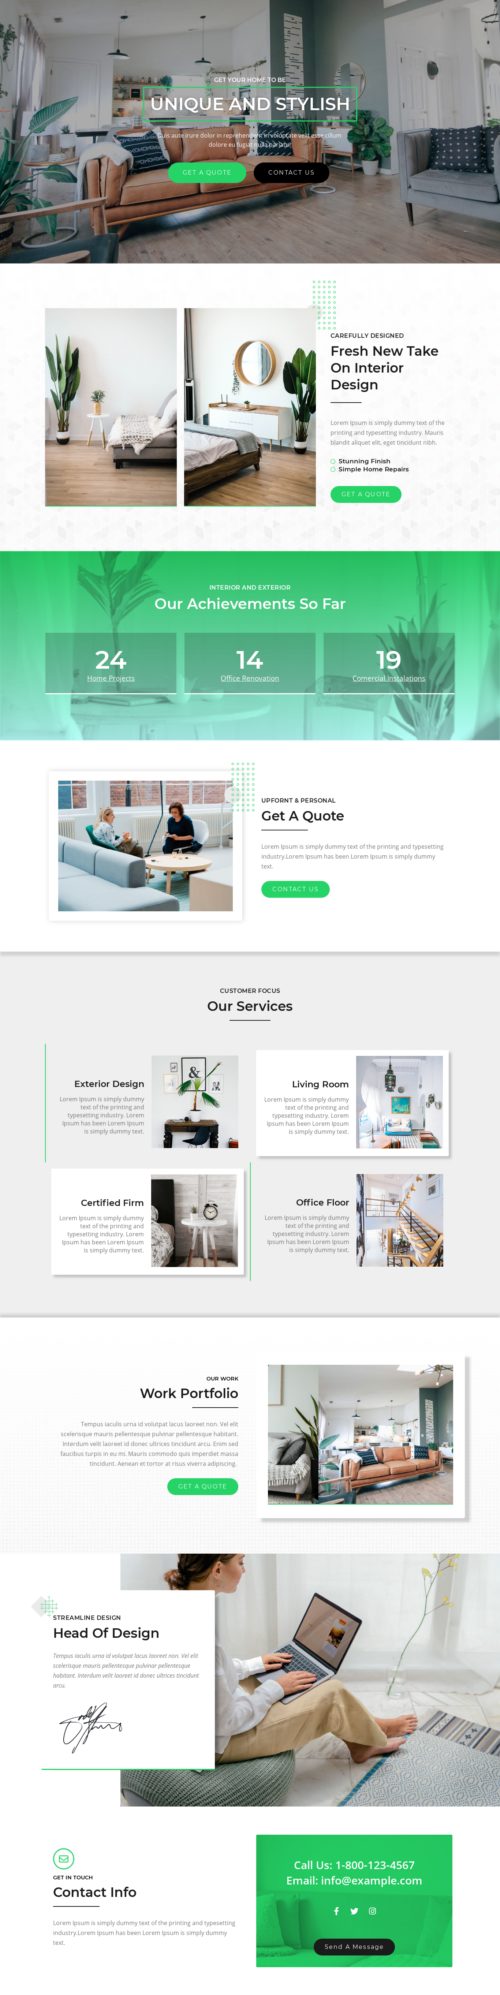 GET YOUR HOME TO BE
UNIQUE AND STYLISH
Duis aute irure dolor in reprehenderit in voluptate velit esse cillum
dolore eu fugiat nulla pariatur.
GET A QUOTE
CONTACT US
CAREFULLY DESIGNED
Fresh New Take
On Interior
Design
Lorem Ipsum is simply dummy text of the
printing and typesetting industry. Mauris
blandit aliquet elit, eget tincidunt nibh.
Stunning Finish
Simple Home Repairs
GET A QUOTE
INTERIOR AND EXTERIOR
Our Achievements So Far
24
Home Projects
14
Office Renovation
19
Comercial Instalations
UPFORNT & PERSONAL
Get A Quote
Lorem Ipsum is simply dummy text of the printing and typesetting
industry.Lorem Ipsum has been Lorem Ipsum is simply dummy
text.
CONTACT US
CUSTOMER FOCUS
Our Services
Exterior Design
Lorem Ipsum is simply dummy
text of the printing and
typesetting industry. Lorem
Ipsum has been Lorem Ipsum
is simply dummy text.
&
Living Room
Lorem Ipsum is simply dummy
text of the printing and
typesetting industry. Lorem
Ipsum has been Lorem Ipsum
is simply dummy text.
Certified Firm
Lorem Ipsum is simply dummy
text of the printing and
typesetting industry. Lorem
Ipsum has been Lorem Ipsum
is simply dummy text.
Office Floor
Lorem Ipsum is simply dummy
text of the printing and
typesetting industry. Lorem
Ipsum has been Lorem Ipsum
is simply dummy text.
OUR WORK
Work Portfolio
Tempus iaculis urna id volutpat lacus laoreet non. Vel elit
scelerisque mauris pellentesque pulvinar pellentesque habitant.
Interdum velit laoreet id donec ultrices tincidunt arcu. Enim sed
faucibus turpis in eu mi. Mauris commodo quis imperdiet massa
tincidunt. Aenean et tortor at risus viverra adipiscing.
GET A QUOTE
STREAMLINE DESIGN
Head Of Design
Tempus iaculis urna id volutpat lacus laoreet non. Vel elit
scelerisque mauris pellentesque pulvinar pellentesque
habitant. Interdum velit laoreet id donec ultrices tincidunt
arcu.
GET IN TOUCH
Contact Info
Lorem Ipsum is simply dummy text of the printing and typesetting
industry.Lorem Ipsum has been Lorem Ipsum is simply dummy
text.
Call Us: 1-800-123-4567
Email: info@example.com
Send A Message